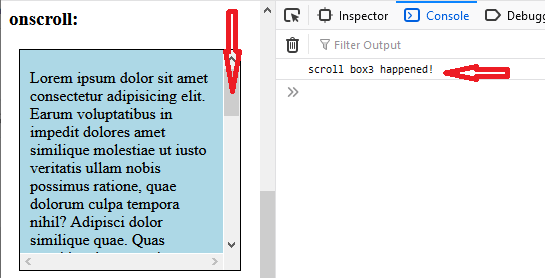 onscroll:
Lorem ipsum dolor sit amet
consectetur adipisicing elit.
Earum voluptatibus in
impedit dolores amet
similique molestiae ut iusto
veritatis ullam nobis
possimus ratione, quae
dolorum culpa tempora
nihil? Adipisci dolor
similique quae. Quas
Inspector Console Debugg
Filter Output
scroll box3 happened!